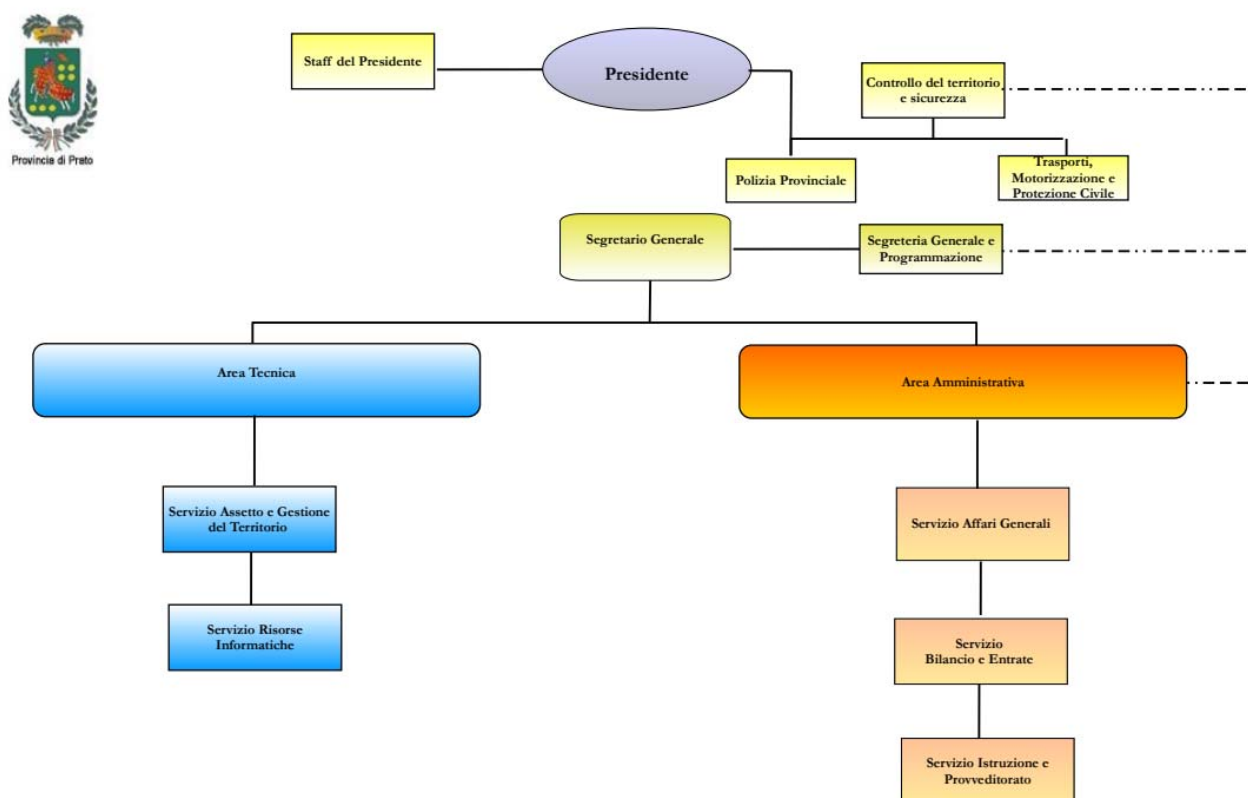 Provincia di Prato
Staff del Presidente
Presidente
Controllo del territorio
e sicurezza
Polizia Provinciale
Trasporti,
Motorizzazione e
Protezione Civile
Segretario Generale
Segreteria Generale e
Programmazione
Area Tecnica
Area Amministrativa
Servizio Assetto e Gestione
del Territorio
Servizio Affari Generali
Servizio Risorse
Informatiche
Servizio
Bilancio e Entrate
Servizio Istruzione e
Provveditorato